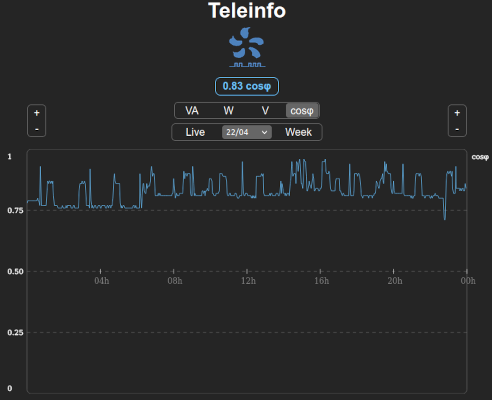 Teleinfo
0.83 cosφ
VA W V cosφ
Live 22/04 Week
+ +
- -
1 cosφ
0.75
0.50
04h 08h 12h 16h 20h 00h
0.25
0